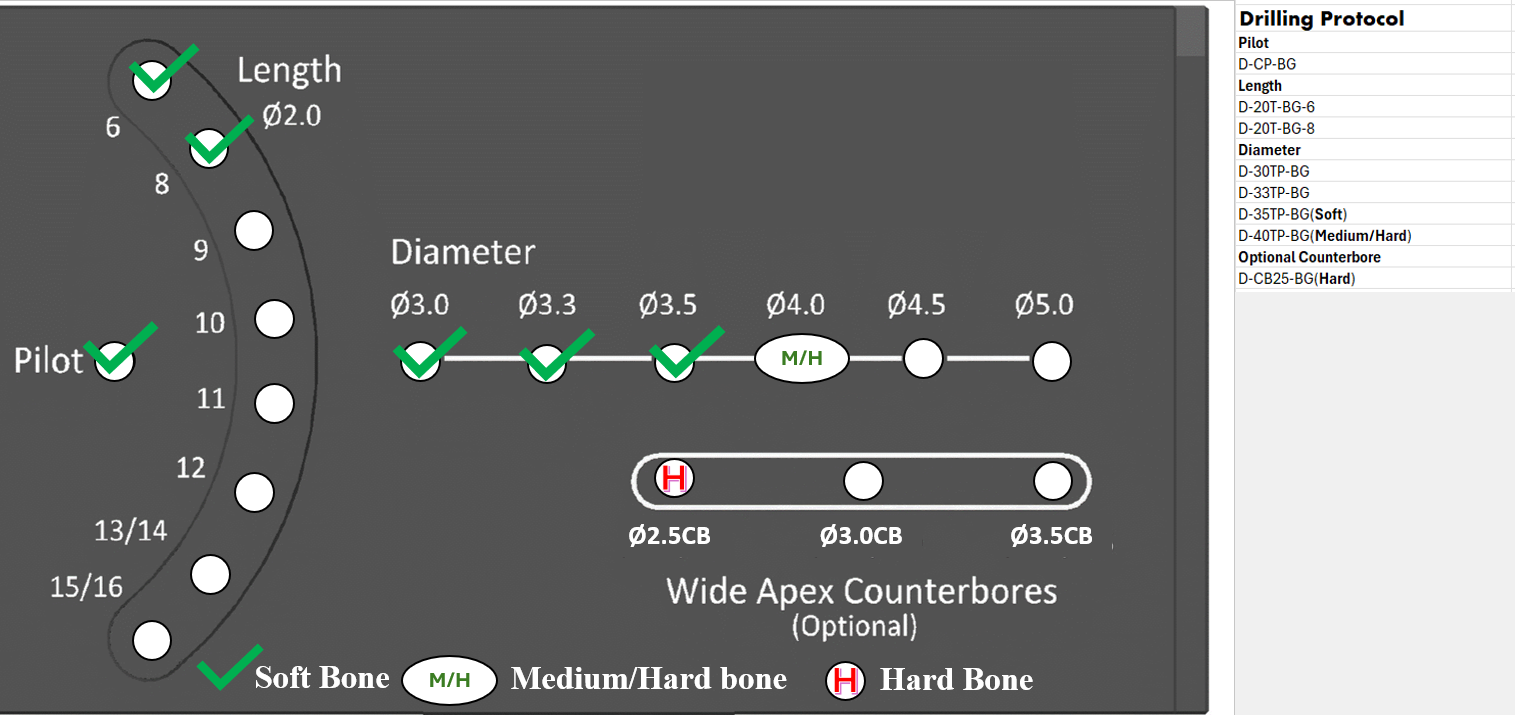 Length
Ø2.0
6
8
9
10
11
12
13/14
15/16
Pilot
Diameter
Ø3.0 Ø3.3 Ø3.5 Ø4.0 Ø4.5 Ø5.0
M/H
H
Ø2.5CB Ø3.0CB Ø3.5CB
Wide Apex Counterbores
(Optional)
Soft Bone M/H Medium/Hard bone H Hard Bone
Drilling Protocol
Pilot
D-CP-BG
Length
D-20T-BG-6
D-20T-BG-8
Diameter
D-30TP-BG
D-33TP-BG
D-35TP-BG(Soft)
D-40TP-BG(Medium/Hard)
Optional Counterbore
D-CB25-BG(Hard)